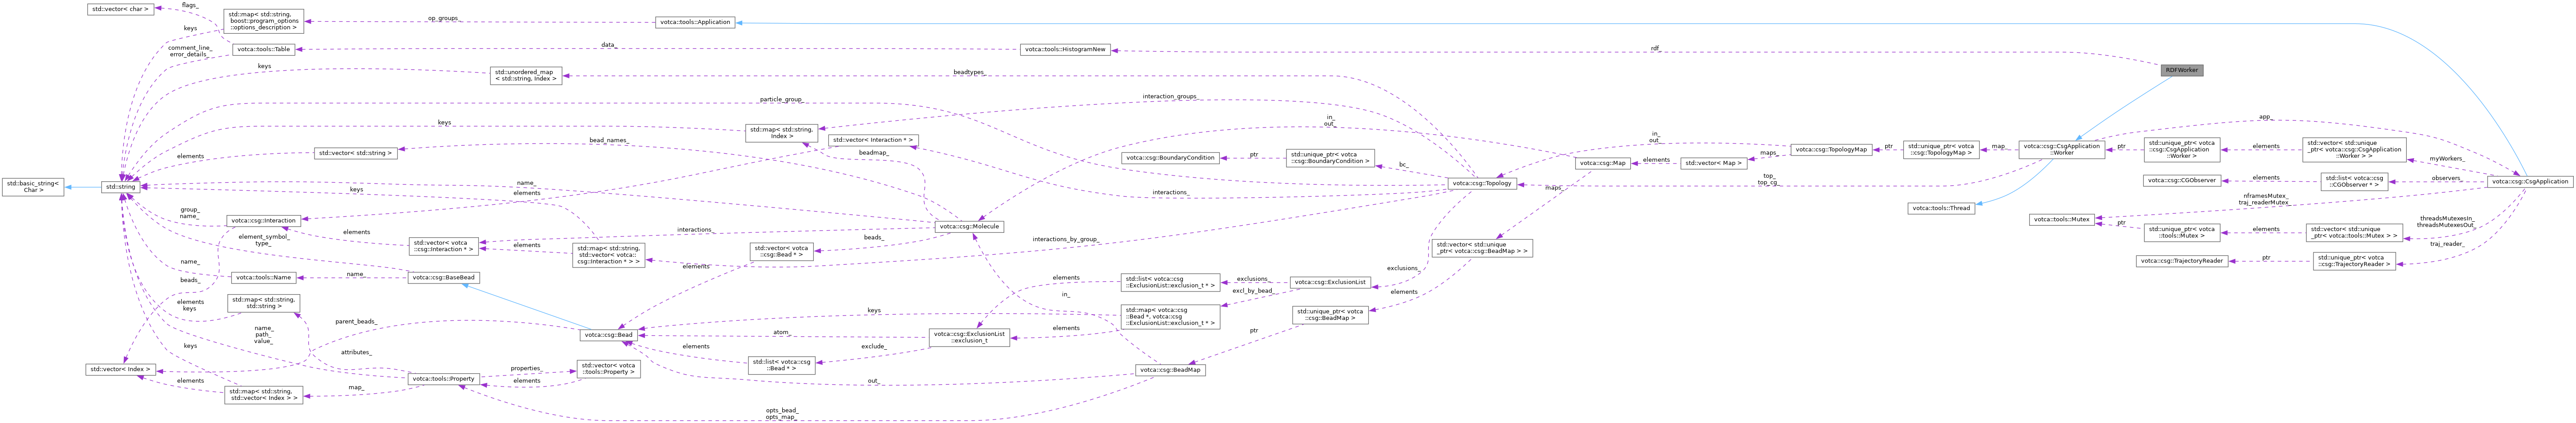 std::vector< char >
flags_
std::map< std::string,
boost::program_options
::options_description >
op_groups_
votca::tools::Application
keys
votca::tools::Table
data_
votca::tools::HistogramNew
rdf_
comment_line_
error_details_
keys
std::unordered_map
< std::string, Index >
beadtypes_
RDFWorker
particle_group_
interaction_groups_
keys
std::map< std::string,
Index >
in_
out_
app_
bead_names_
std::vector< Interaction * >
in_
out_
elements
std::vector< std::string >
beadmap_
votca::csg::BoundaryCondition
ptr
std::unique_ptr< votca
::csg::BoundaryCondition >
bc_
votca::csg::Map
elements
std::vector< Map >
maps_
votca::csg::TopologyMap
ptr
std::unique_ptr< votca
::csg::TopologyMap >
map_
votca::csg::CsgApplication
::Worker
ptr
std::unique_ptr< votca
::csg::CsgApplication
::Worker >
elements
std::vector< std::unique
_ptr< votca::csg::CsgApplication
::Worker > >
myWorkers_
std::basic_string<
Char >
std::string
name_
keys
elements
interactions_
votca::csg::Topology
top_
top_cg_
maps_
votca::csg::CGObserver
elements
std::list< votca::csg
::CGObserver * >
observers_
votca::csg::CsgApplication
group_
name_
votca::csg::Interaction
votca::csg::Molecule
votca::tools::Thread
nframesMutex_
traj_readerMutex_
votca::tools::Mutex
ptr
std::unique_ptr< votca
::tools::Mutex >
elements
std::vector< std::unique
_ptr< votca::tools::Mutex > >
threadsMutexesIn_
threadsMutexesOut_
element_symbol_
type_
elements
std::vector< votca
::csg::Interaction * >
interactions_
elements
std::map< std::string,
std::vector< votca::
csg::Interaction * > >
std::vector< votca
::csg::Bead * >
beads_
interactions_by_group_
std::vector< std::unique
_ptr< votca::csg::BeadMap > >
traj_reader_
votca::csg::TrajectoryReader
ptr
std::unique_ptr< votca
::csg::TrajectoryReader >
name_
votca::tools::Name
name_
votca::csg::BaseBead
elements
beads_
elements
std::list< votca::csg
::ExclusionList::exclusion_t * >
exclusions_
votca::csg::ExclusionList
exclusions_
elements
elements
keys
std::map< std::string,
std::string >
in_
excl_by_bead_
keys
std::map< votca::csg
::Bead *, votca::csg
::ExclusionList::exclusion_t * >
std::unique_ptr< votca
::csg::BeadMap >
name_
path_
value_
parent_beads_
votca::csg::Bead
atom_
votca::csg::ExclusionList
::exclusion_t
elements
ptr
keys
attributes_
elements
exclude_
std::list< votca::csg
::Bead * >
std::vector< Index >
elements
std::map< std::string,
std::vector< Index > >
map_
votca::tools::Property
properties_
elements
std::vector< votca
::tools::Property >
out_
votca::csg::BeadMap
opts_bead_
opts_map_